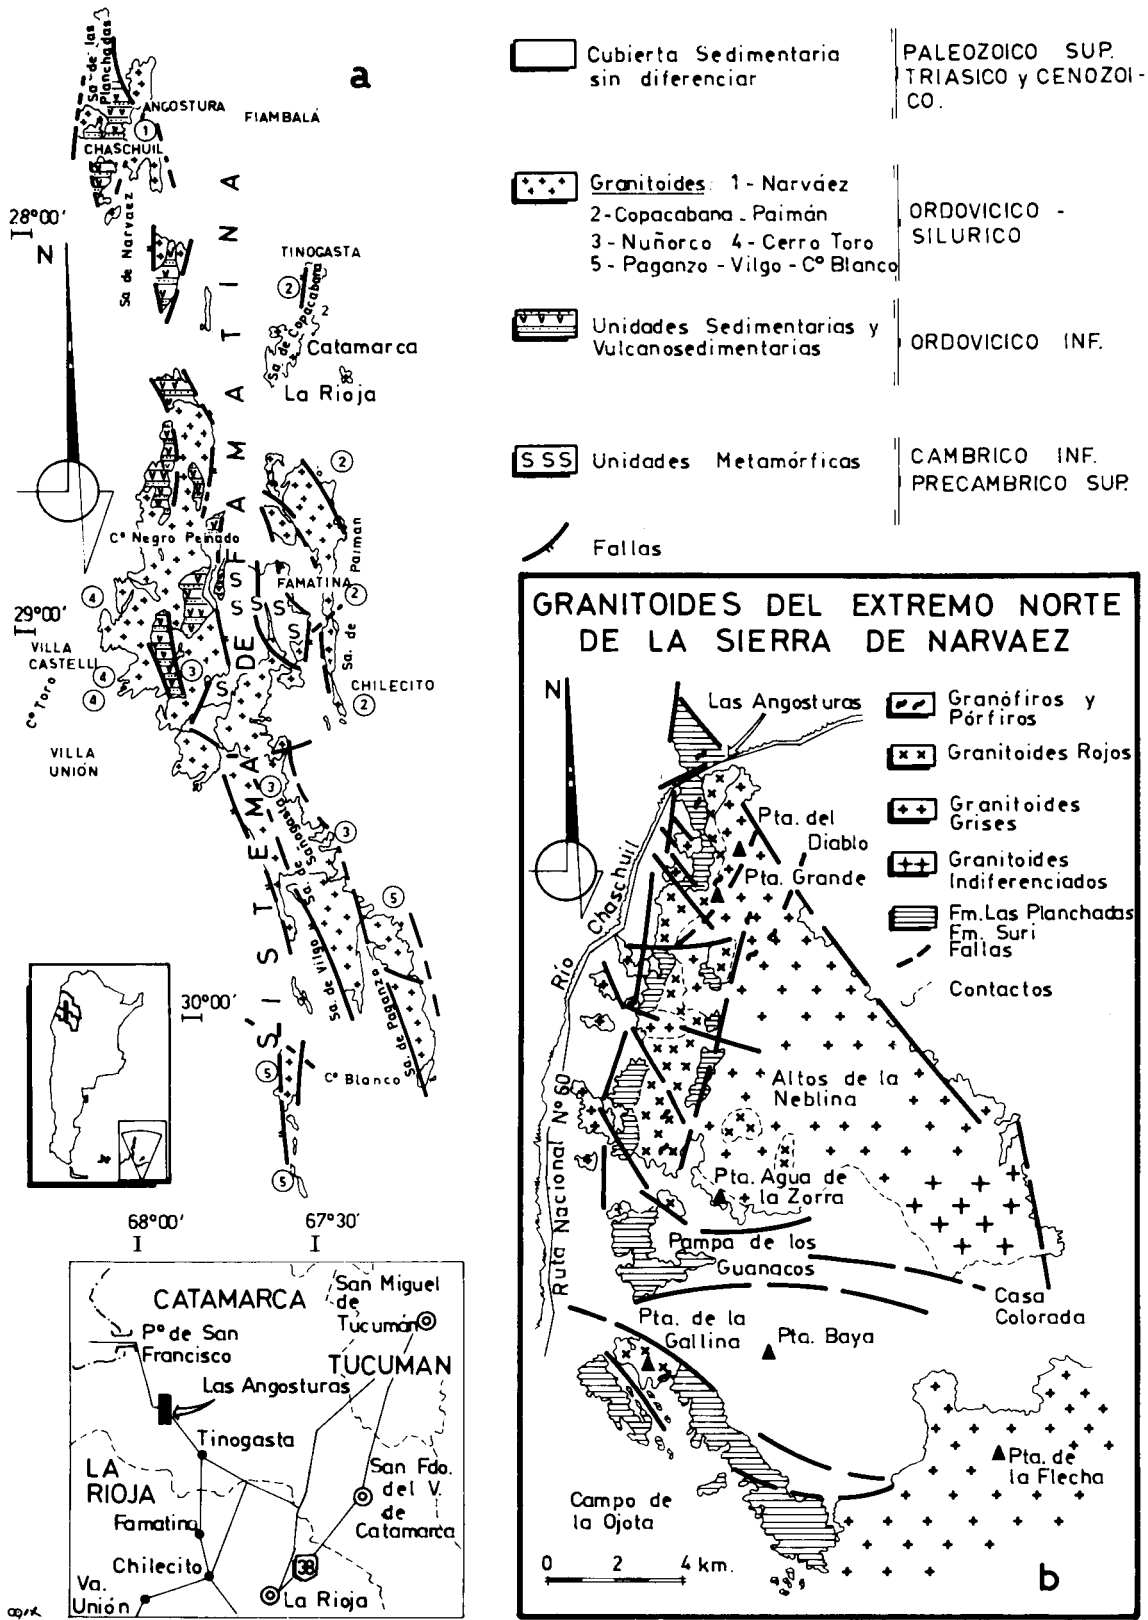 a
Sa. de las
Planchadas
ANGOSTURA
FIAMBALÁ
1
CHASCHUIL
28°00'
N
Sa de Narvaez
TINOGASTA
2
Sa de Copacabana
2
Catamarca
La Rioja
SISTEMA DE FAMATINA
2
Cº Negro Peinado
Sa. de Paiman
S
FAMATINA
2
S S S S
S
4
29°00'
VILLA
CASTELLI
4
3
4
Cº Toro
S
CHILECITO
2
VILLA
UNIÓN
3
Sa. de Sañogasta
3
5
Sa. de Vilgo
Sa. de Paganzo
30°00'
5
Cº Blanco
5
68°00'
67°30'
CATAMARCA
San Miguel
de
Tucumán
Pº de San
Francisco
TUCUMAN
Las Angosturas
Tinogasta
LA
RIOJA
San Fdo.
del V.
de
Catamarca
Famatina
Chilecito
38
Va.
Unión
La Rioja
Cubierta Sedimentaria
sin diferenciar
PALEOZOICO SUP.
TRIASICO y CENOZOI-
CO.
Granitoides: 1 - Narváez
2-Copacabana - Paimán
3 - Nuñorco 4 - Cerro Toro
5 - Paganzo - Vilgo - Cº Blanco
ORDOVICICO -
SILURICO
Unidades Sedimentarias y
Vulcanosedimentarias
ORDOVICICO INF.
SSS
Unidades Metamórficas
CAMBRICO INF.
PRECAMBRICO SUP.
Fallas
GRANITOIDES DEL EXTREMO NORTE
DE LA SIERRA DE NARVAEZ
N
Las Angosturas
Granófiros y
Pórfiros
Granitoides Rojos
Granitoides
Grises
Granitoides
Indiferenciados
Fm. Las Planchadas
Fm. Suri
Fallas
Contactos
Pta. del
Diablo
Pta. Grande
Río Chaschuil
Altos de la
Neblina
Ruta Nacional Nº 60
Pta. Agua de
la Zorra
Pampa de los
Guanacos
Casa
Colorada
Pta. de la
Gallina
Pta. Baya
Pta. de
la Flecha
Campo de
la Ojota
0 2 4 km.
b